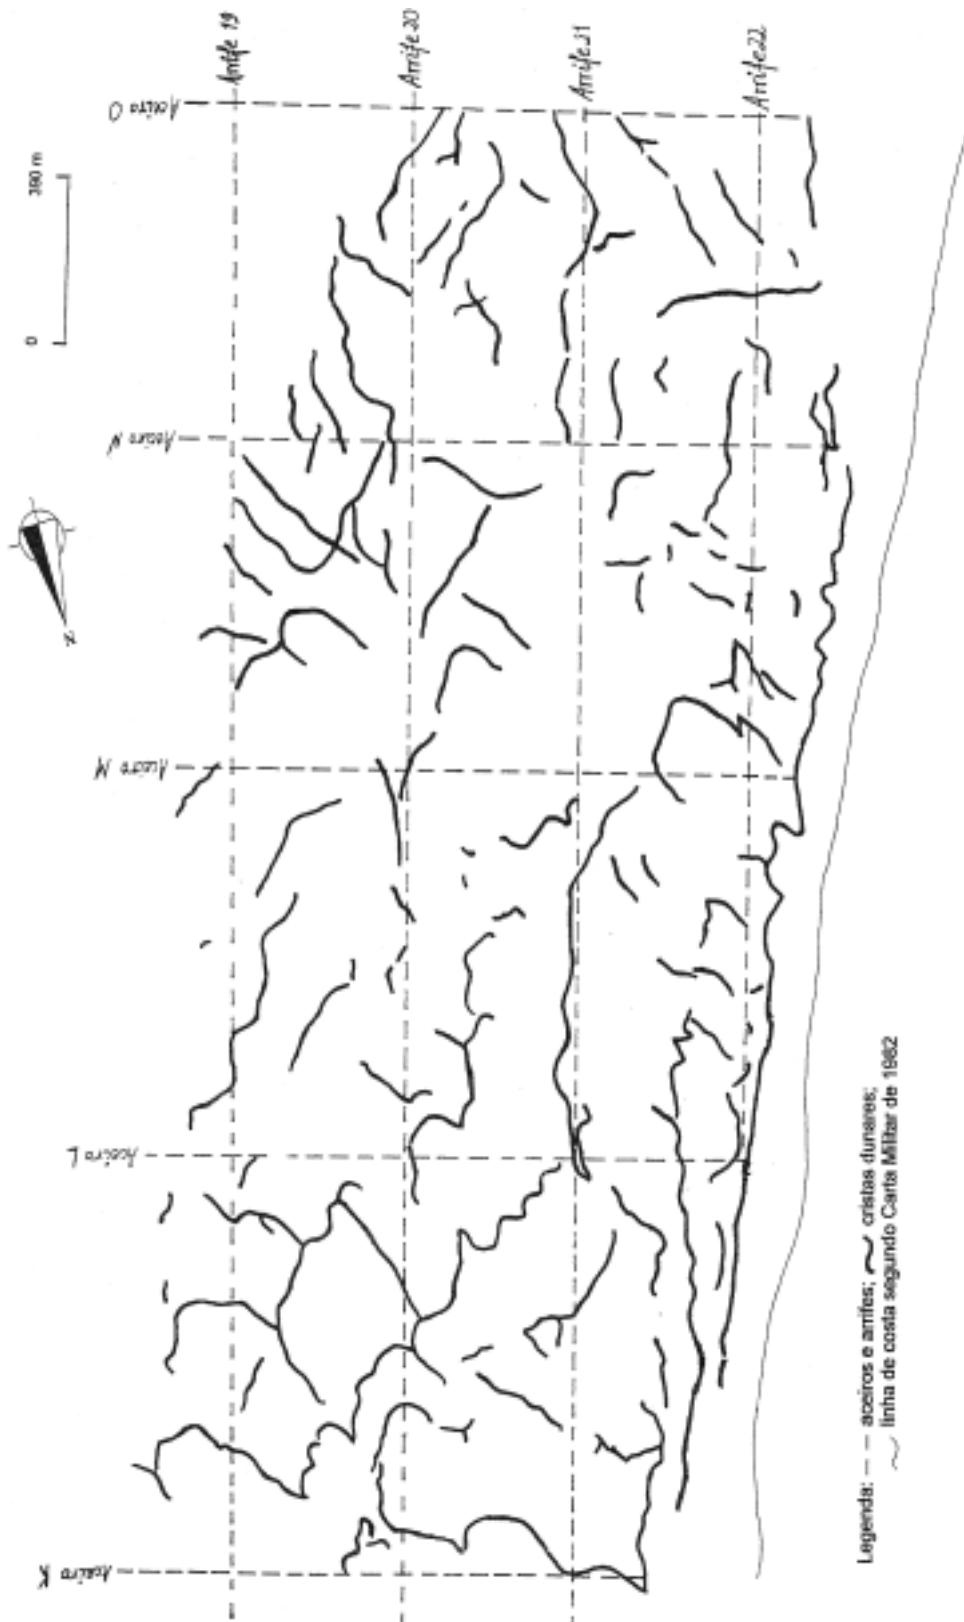 Arrife 19
Arrife 20
Arrife 21
Arrife 22
Aceiro O
390 m
0
Aceiro N
N
Aceiro M
Aceiro L
Aceiro K
Legenda: — — aceiros e arrifes; cristas dunares;
linha de costa segundo Carta Militar de 1982